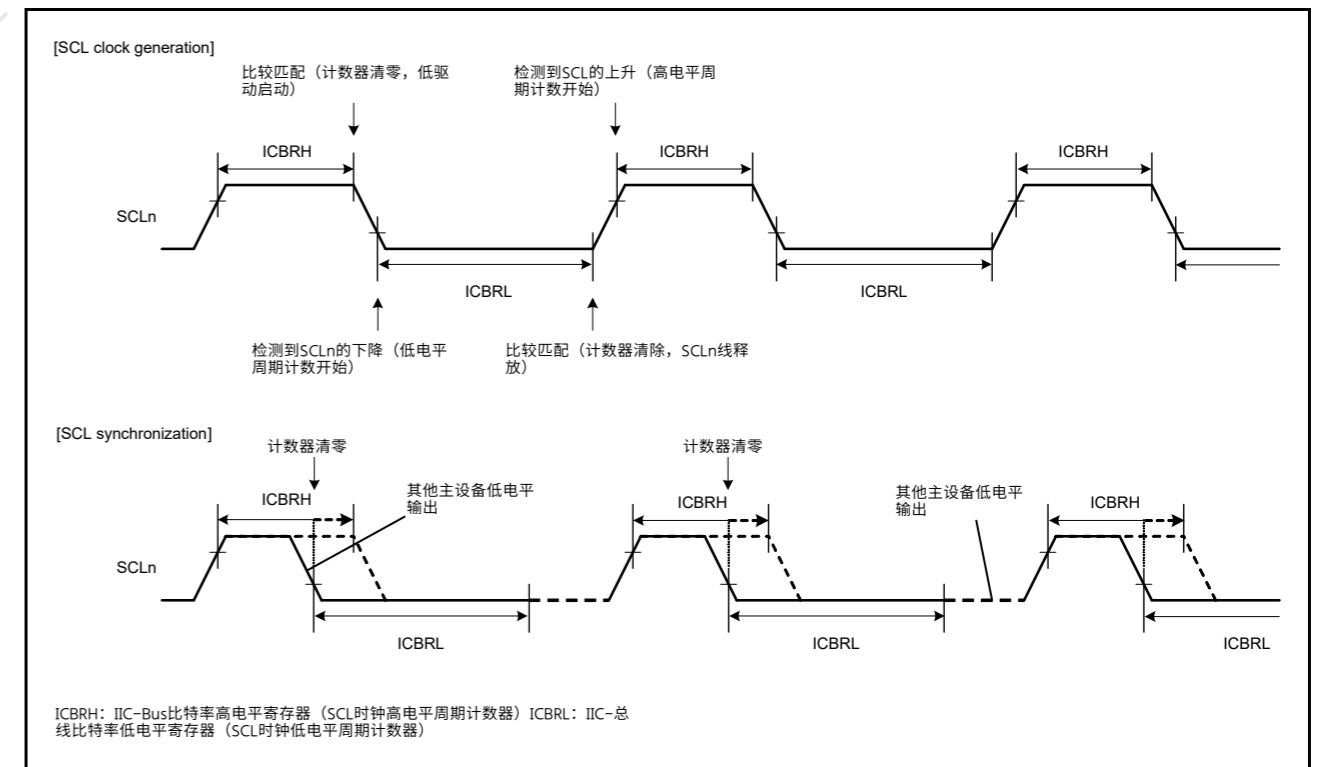 [SCL clock generation]
比较匹配（计数器清零，低驱
动启动）
检测到SCL的上升（高电平周
期计数开始）
ICBRH
ICBRH
ICBRH
SCLn
ICBRL
ICBRL
检测到SCLn的下降（低电平
周期计数开始）
比较匹配（计数器清除，SCLn线释
放）
[SCL synchronization]
计数器清零
计数器清零
ICBRH
其他主设备低电平
输出
ICBRH
其他主设备低电平
输出
ICBRH
SCLn
ICBRL
ICBRL
ICBRL
ICBRH：IIC-Bus比特率高电平寄存器（SCL时钟高电平周期计数器）ICBRL：IIC-总
线比特率低电平寄存器（SCL时钟低电平周期计数器）